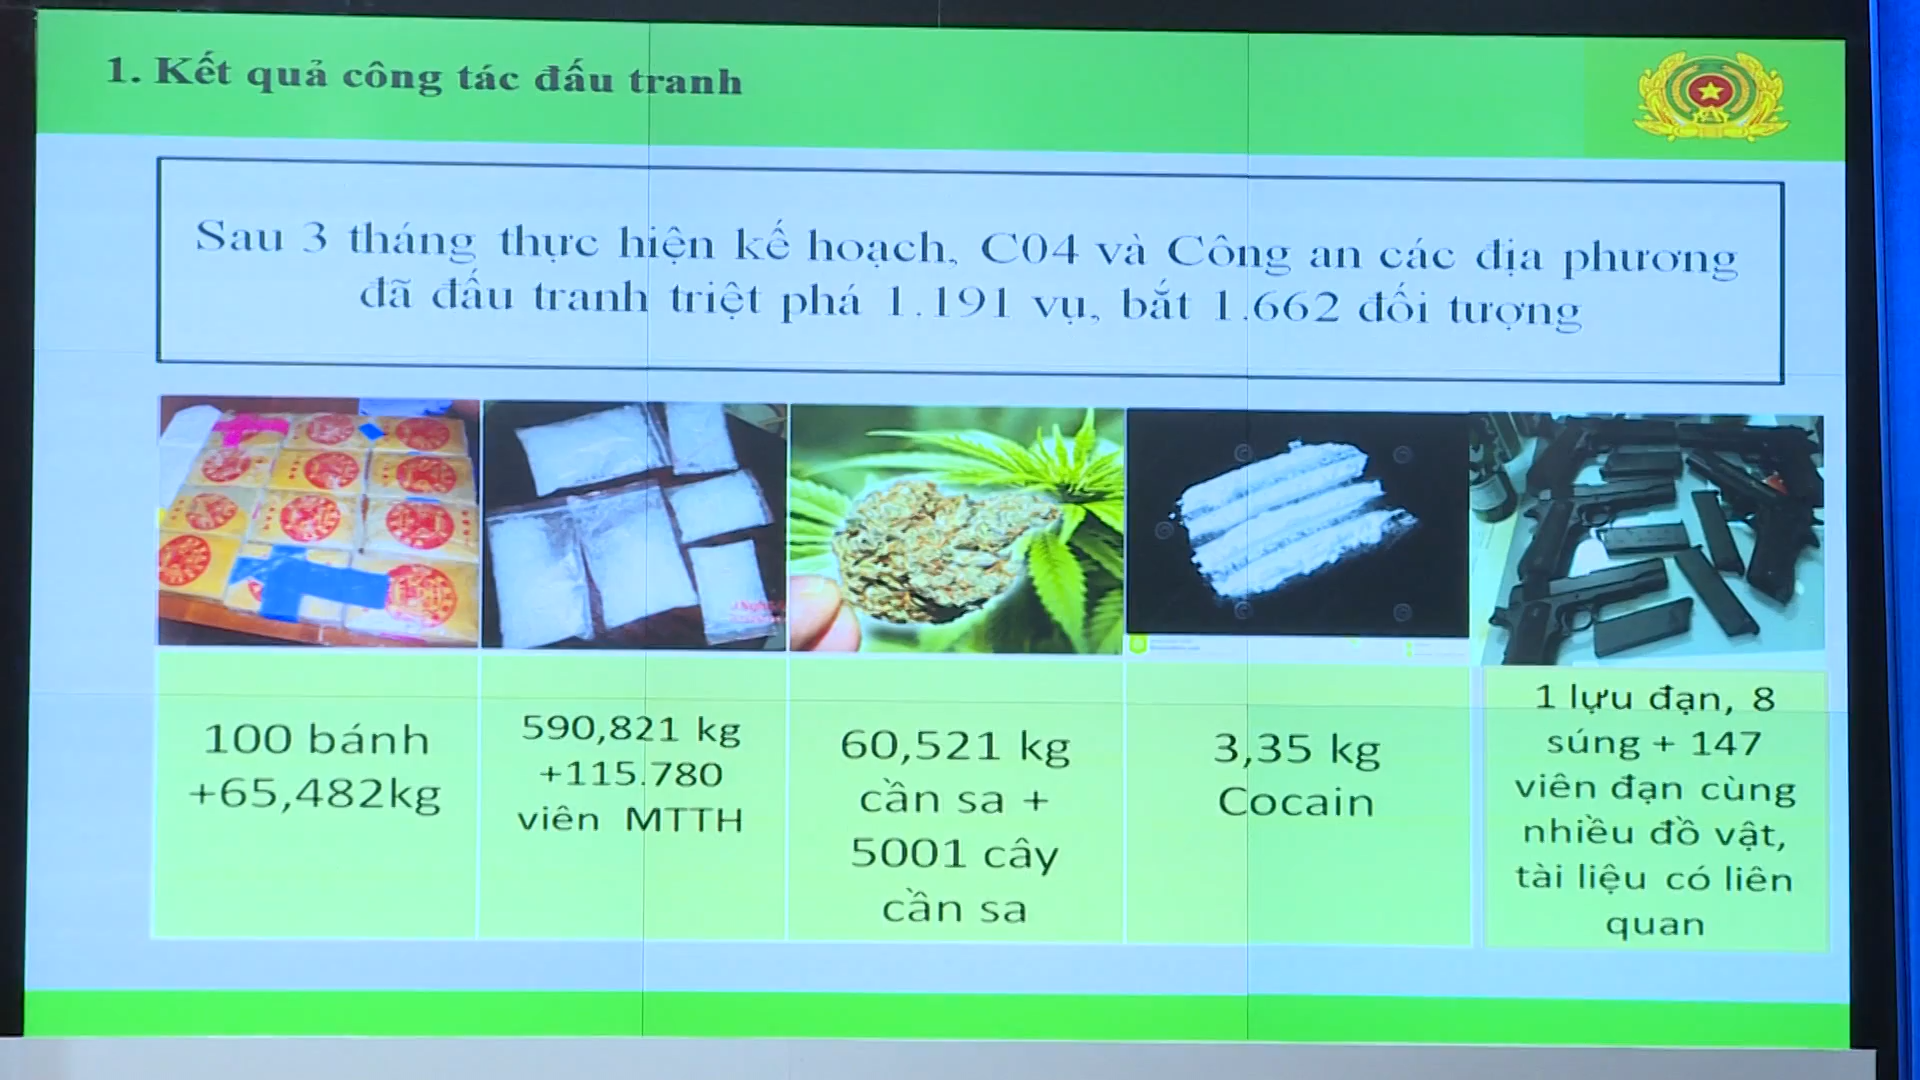 1. Kết quả công tác đấu tranh
Sau 3 tháng thực hiện kế hoạch, C04 và Công an các địa phương
đã đấu tranh triệt phá 1.191 vụ, bắt 1.662 đối tượng
100 bánh
+65,482kg
590,821 kg
+115.780
viên MTTH
60,521 kg
cần sa +
5001 cây
cần sa
3,35 kg
Cocain
1 lựu đạn, 8
súng + 147
viên đạn cùng
nhiều đồ vật,
tài liệu có liên
quan